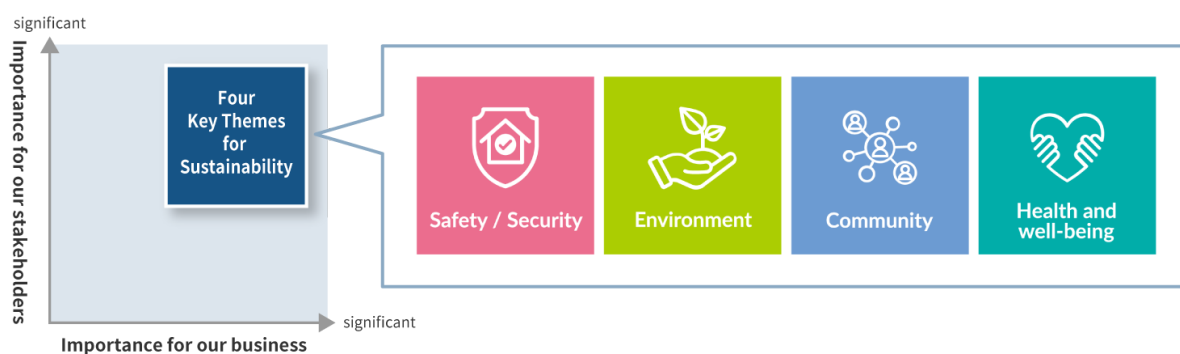 significant
Importance for our stakeholders
Four
Key Themes
for
Sustainability
Safety / Security
Environment
Community
Health and
well-being
significant
Importance for our business